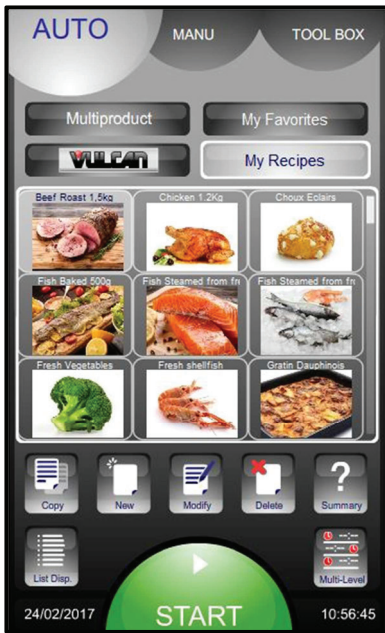 AUTO MANU TOOL BOX
Multiproduct My Favorites
VULCAN My Recipes
Beef Roast 1,5kg Chicken 1.2Kg Choux Eclairs
Fish Baked 500g Fish Steamed from fre Fish Steamed from fr
Fresh Vegetables Fresh shellfish Gratin Dauphinois
Copy New Modify Delete Summary
List Disp. Multi-Level
24/02/2017 START 10:56:45